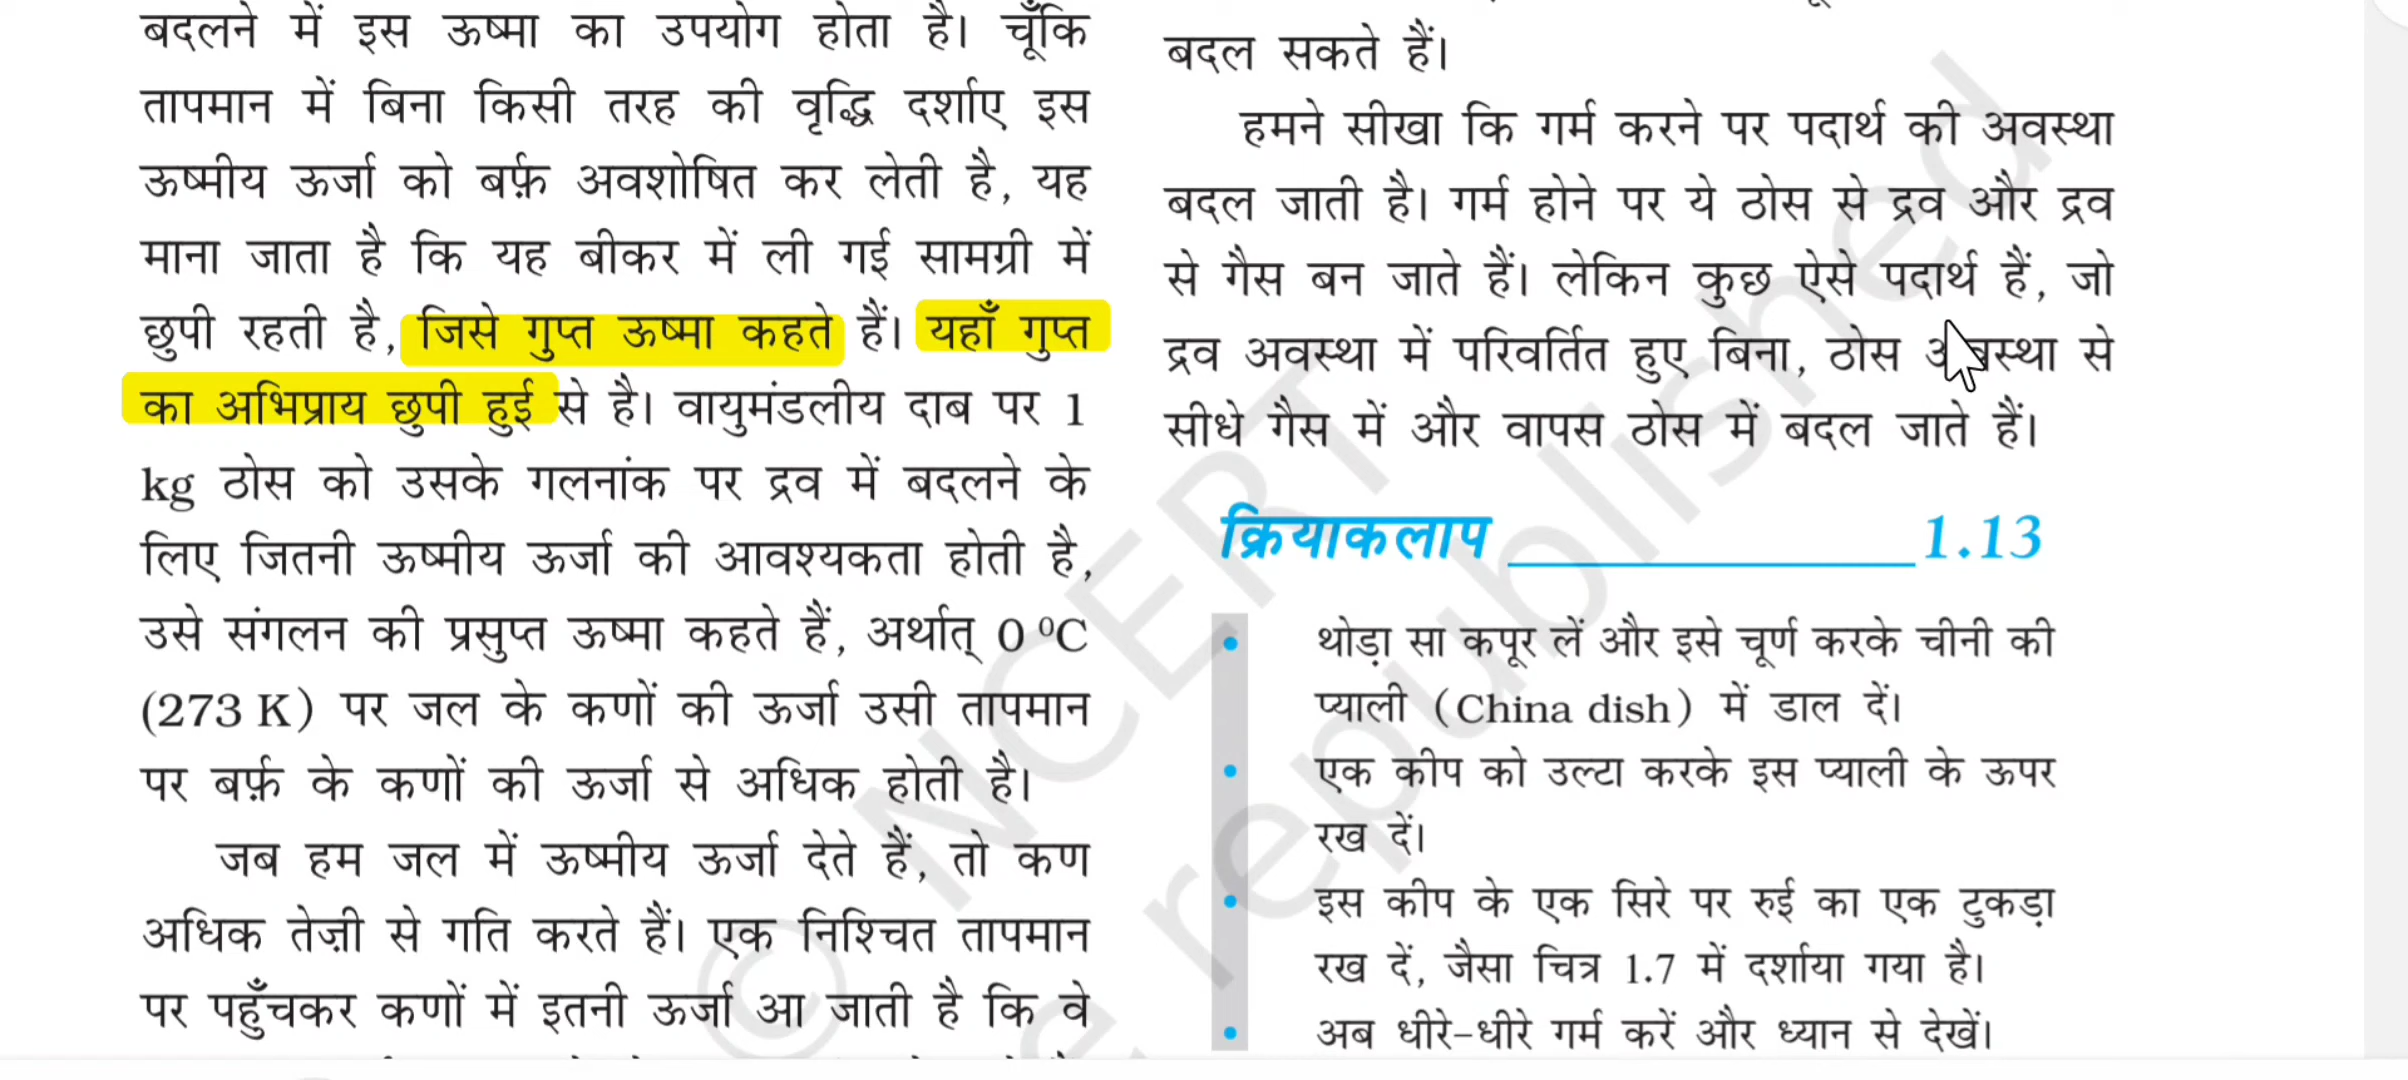 बदलने में इस ऊष्मा का उपयोग होता है। चूँकि
तापमान में बिना किसी तरह की वृद्धि दर्शाए इस
ऊष्मीय ऊर्जा को बर्फ़ अवशोषित कर लेती है, यह
माना जाता है कि यह बीकर में ली गई सामग्री में
छुपी रहती है, जिसे गुप्त ऊष्मा कहते हैं। यहाँ गुप्त
का अभिप्राय छुपी हुई से है। वायुमंडलीय दाब पर 1
kg ठोस को उसके गलनांक पर द्रव में बदलने के
लिए जितनी ऊष्मीय ऊर्जा की आवश्यकता होती है,
उसे संगलन की प्रसुप्त ऊष्मा कहते हैं, अर्थात् 0 ⁰C
(273 K) पर जल के कणों की ऊर्जा उसी तापमान
पर बर्फ़ के कणों की ऊर्जा से अधिक होती है।
जब हम जल में ऊष्मीय ऊर्जा देते हैं, तो कण
अधिक तेज़ी से गति करते हैं। एक निश्चित तापमान
पर पहुँचकर कणों में इतनी ऊर्जा आ जाती है कि वे
बदल सकते हैं।
हमने सीखा कि गर्म करने पर पदार्थ की अवस्था
बदल जाती है। गर्म होने पर ये ठोस से द्रव और द्रव
से गैस बन जाते हैं। लेकिन कुछ ऐसे पदार्थ हैं, जो
द्रव अवस्था में परिवर्तित हुए बिना, ठोस अवस्था से
सीधे गैस में और वापस ठोस में बदल जाते हैं।
क्रियाकलाप 1.13
• थोड़ा सा कपूर लें और इसे चूर्ण करके चीनी की
प्याली (China dish) में डाल दें।
• एक कीप को उल्टा करके इस प्याली के ऊपर
रख दें।
• इस कीप के एक सिरे पर रुई का एक टुकड़ा
रख दें, जैसा चित्र 1.7 में दर्शाया गया है।
• अब धीरे-धीरे गर्म करें और ध्यान से देखें।
© NCERT
republished